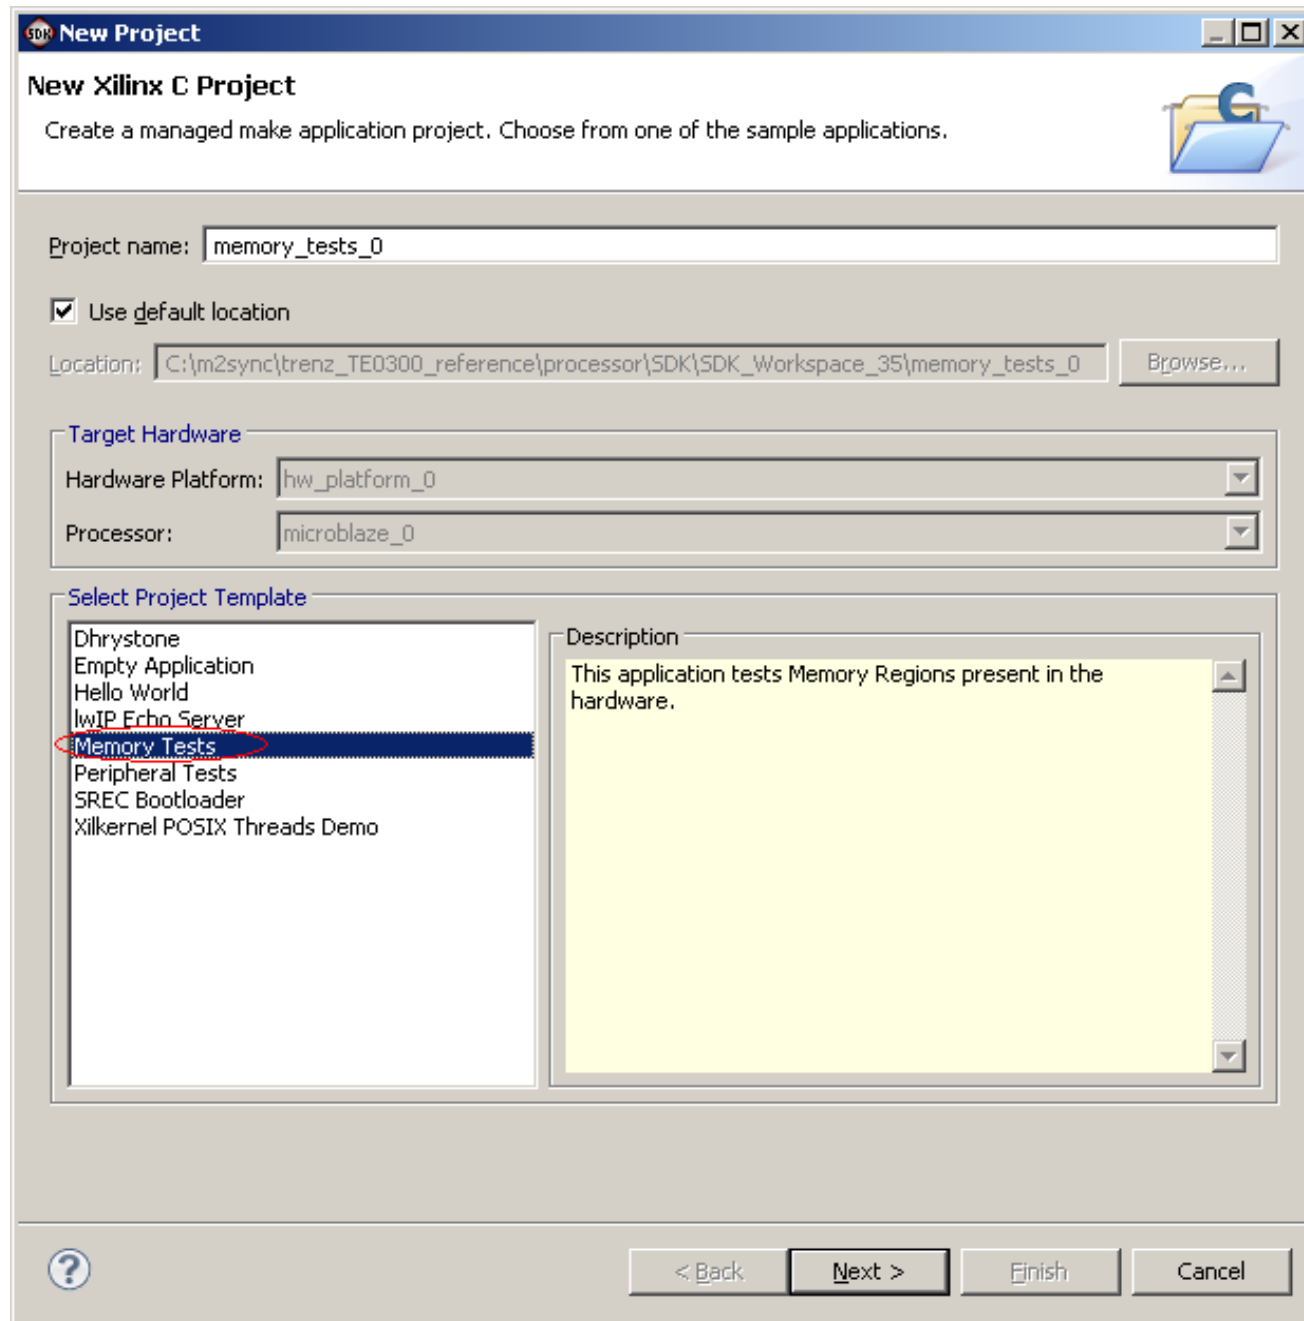 SDK New Project
New Xilinx C Project
Create a managed make application project. Choose from one of the sample applications.
C
Project name: memory_tests_0
Use default location
Location: C:\m2sync\trenz_TE0300_reference\processor\SDK\SDK_Workspace_35\memory_tests_0 Browse...
Target Hardware
Hardware Platform: hw_platform_0
Processor: microblaze_0
Select Project Template
Dhrystone
Empty Application
Hello World
lwIP Echo Server
Memory Tests
Peripheral Tests
SREC Bootloader
Xilkernel POSIX Threads Demo
Description
This application tests Memory Regions present in the
hardware.
? < Back Next > Finish Cancel